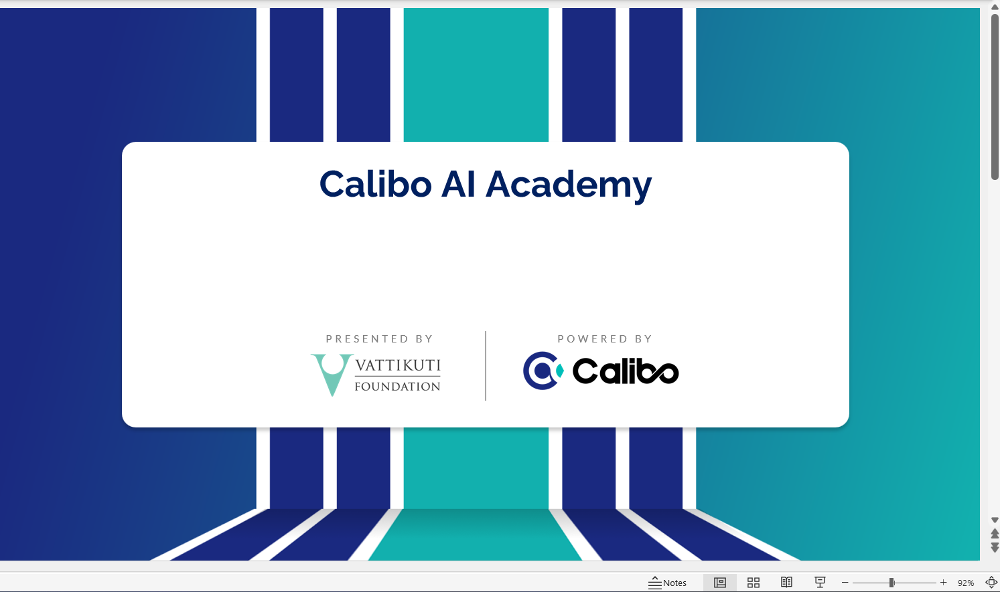 Calibo AI Academy
PRESENTED BY
VATTIKUTI
FOUNDATION
POWERED BY
Calibo
Notes
92%